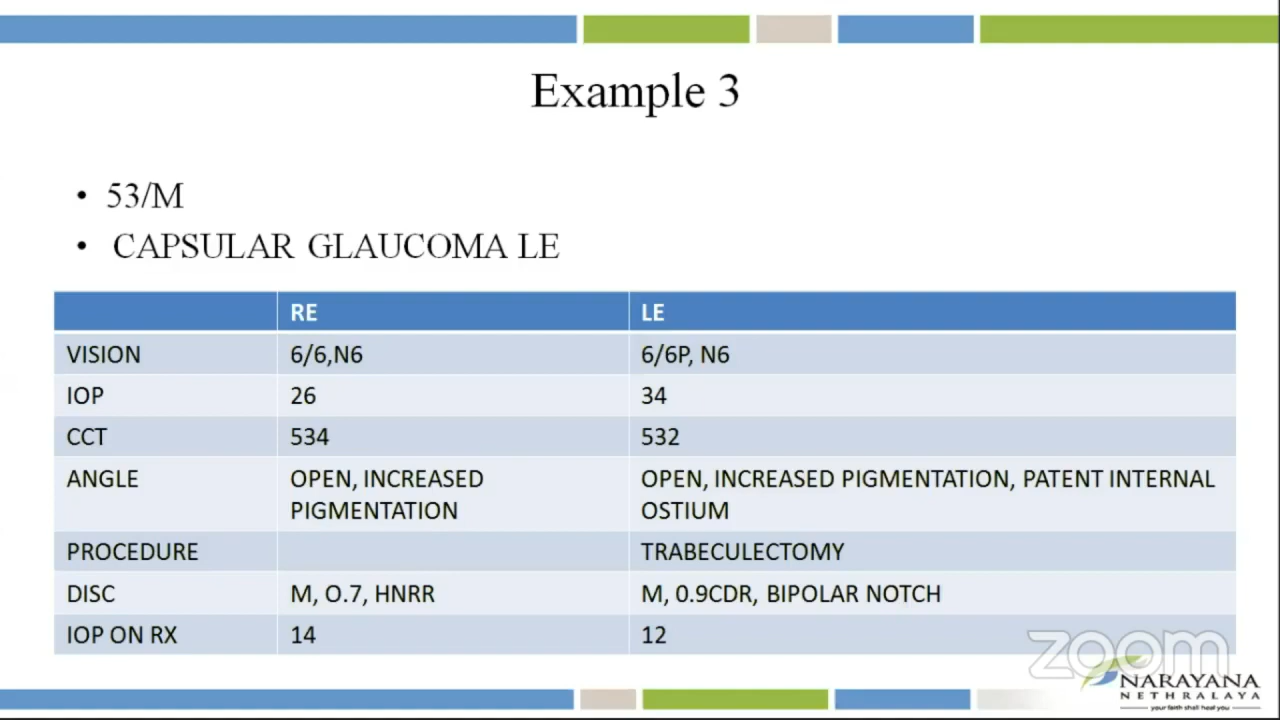 Example 3
• 53/M
• CAPSULAR GLAUCOMA LE
RE LE
VISION 6/6,N6 6/6P, N6
IOP 26 34
CCT 534 532
ANGLE OPEN, INCREASED PIGMENTATION OPEN, INCREASED PIGMENTATION, PATENT INTERNAL OSTIUM
PROCEDURE TRABECULECTOMY
DISC M, O.7, HNRR M, 0.9CDR, BIPOLAR NOTCH
IOP ON RX 14 12
zoom
NARAYANA
NETHRALAYA
your faith shall heal you